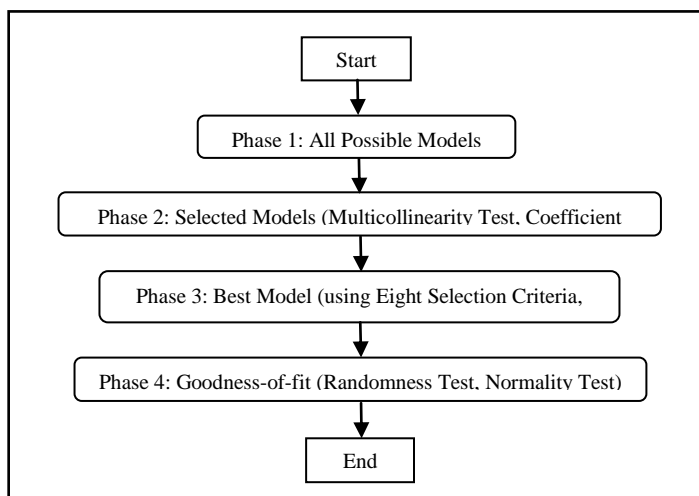 Start
Phase 1: All Possible Models
Phase 2: Selected Models (Multicollinearity Test, Coefficient
Phase 3: Best Model (using Eight Selection Criteria,
Phase 4: Goodness-of-fit (Randomness Test, Normality Test)
End